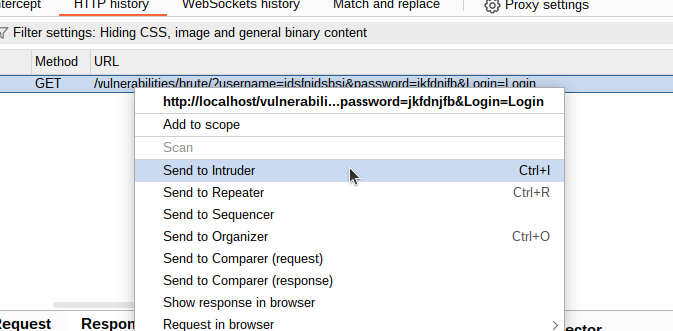 ntercept HTTP history WebSockets history Match and replace Proxy settings
Filter settings: Hiding CSS, image and general binary content
Method URL
GET /vulnerabilities/brute/?username=idsfnidsbsi&password=jkfdnjfb&Login=Login
http://localhost/vulnerabili...password=jkfdnjfb&Login=Login
Add to scope
Scan
Send to Intruder Ctrl+I
Send to Repeater Ctrl+R
Send to Sequencer
Send to Organizer Ctrl+O
Send to Comparer (request)
Send to Comparer (response)
Show response in browser
equest Respon
Request in browser
ector